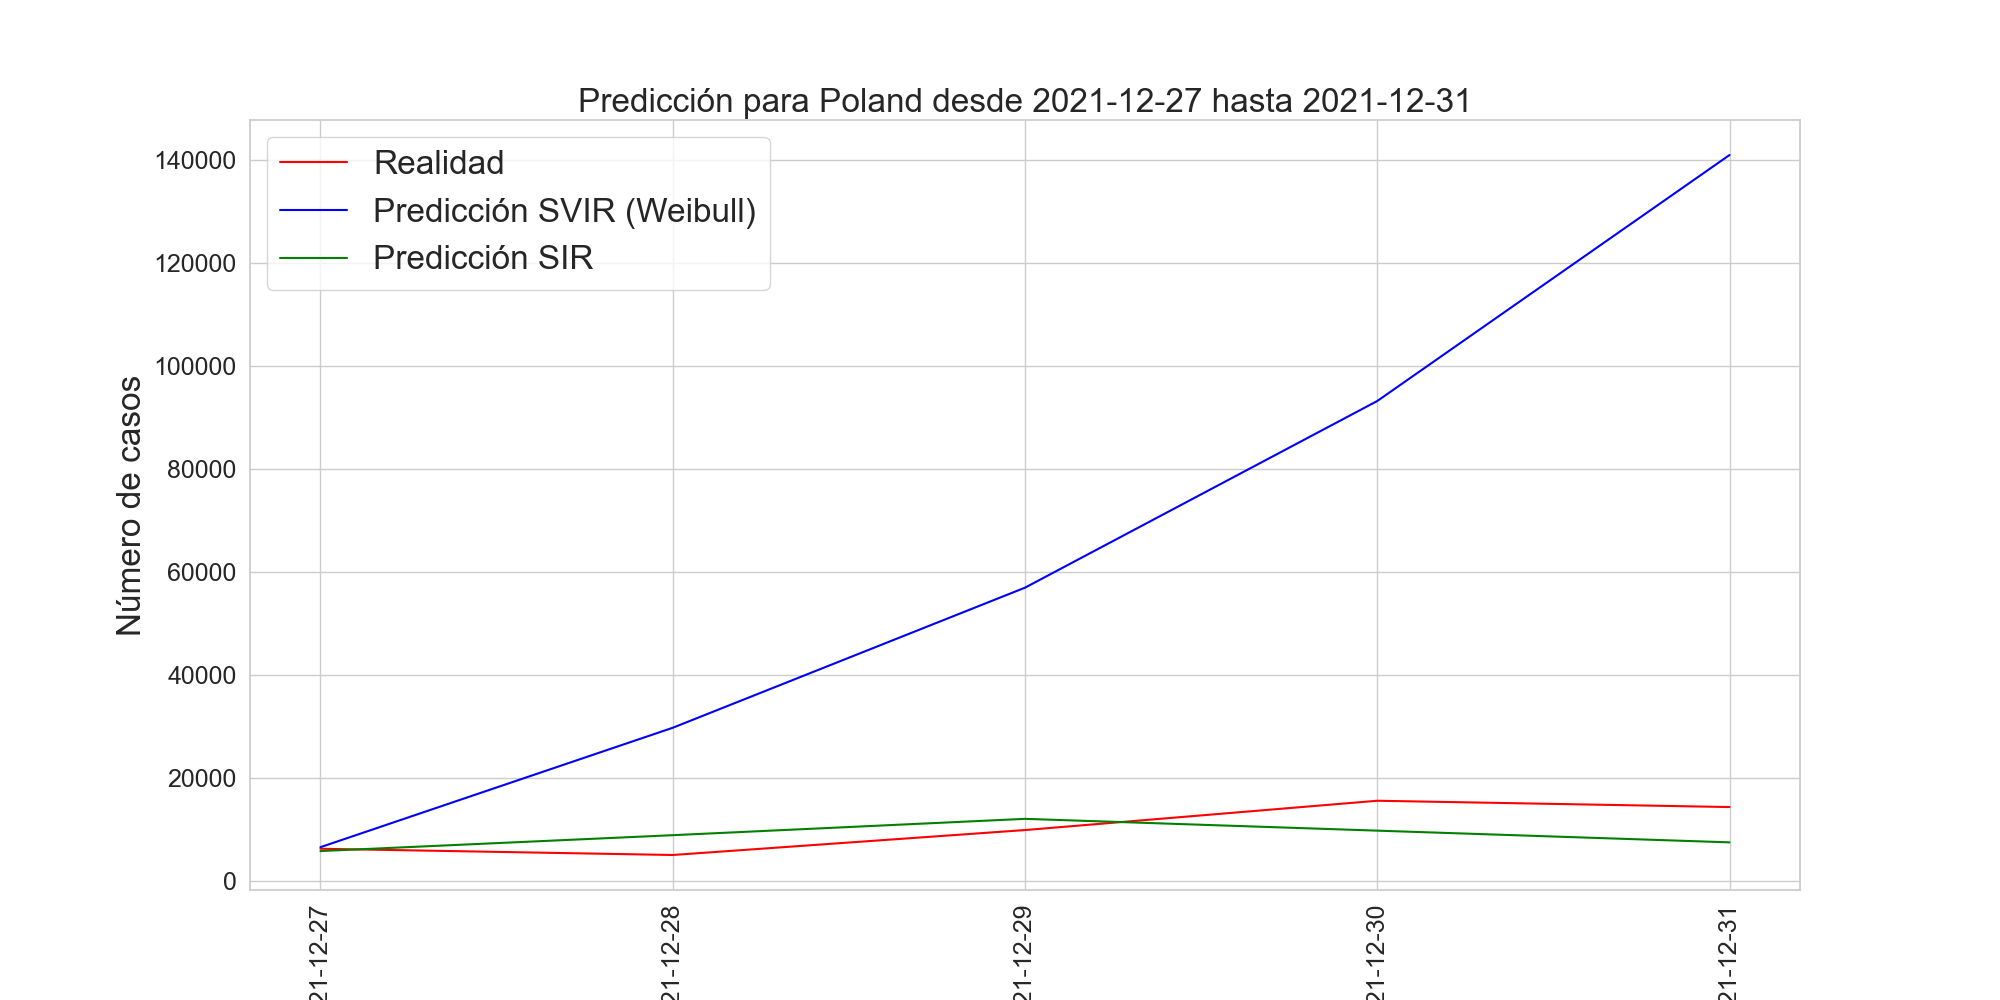 Predicción para Poland desde 2021-12-27 hasta 2021-12-31
Realidad
Predicción SVIR (Weibull)
Predicción SIR
Número de casos
140000
120000
100000
80000
60000
40000
20000
0
21-12-27
21-12-28
21-12-29
21-12-30
21-12-31